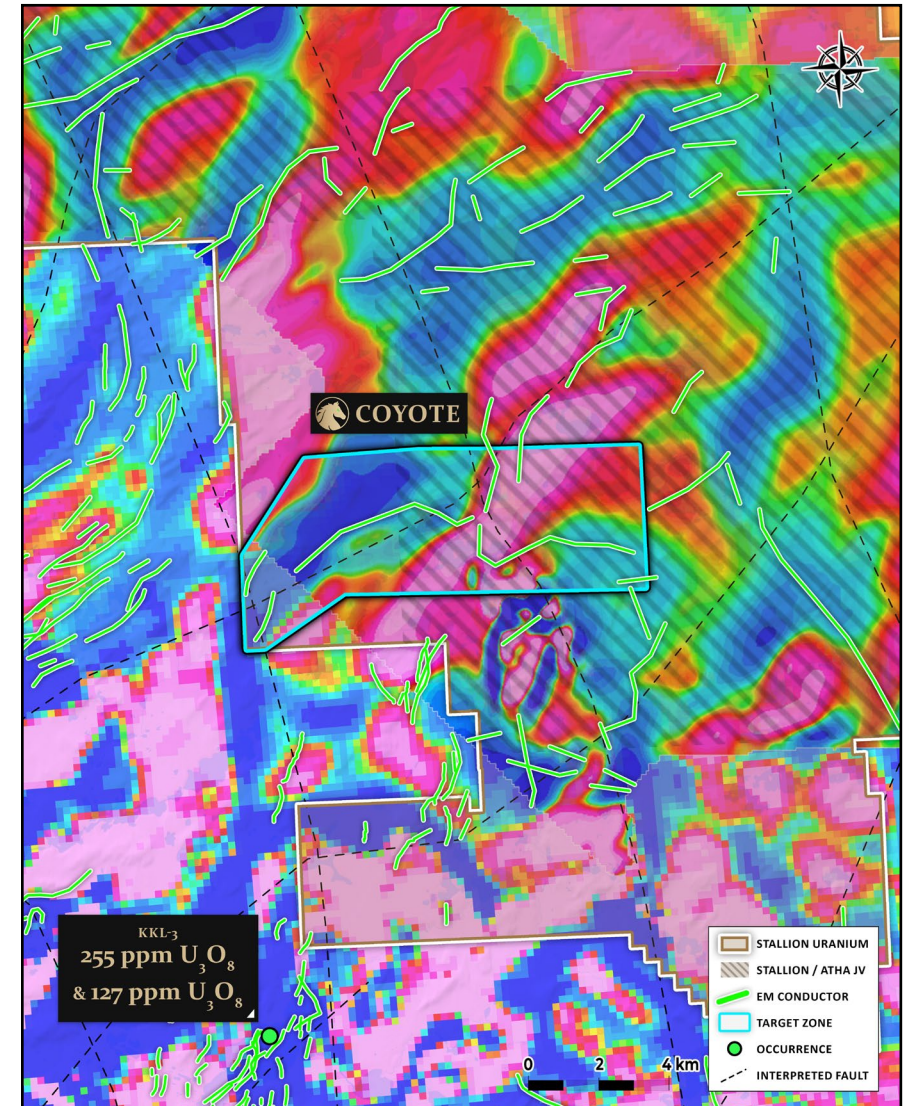 COYOTE
KKL-3
255 ppm U3O8
& 127 ppm U3O8
STALLION URANIUM
STALLION / ATHA JV
EM CONDUCTOR
TARGET ZONE
OCCURRENCE
INTERPRETED FAULT
0 2 4 km